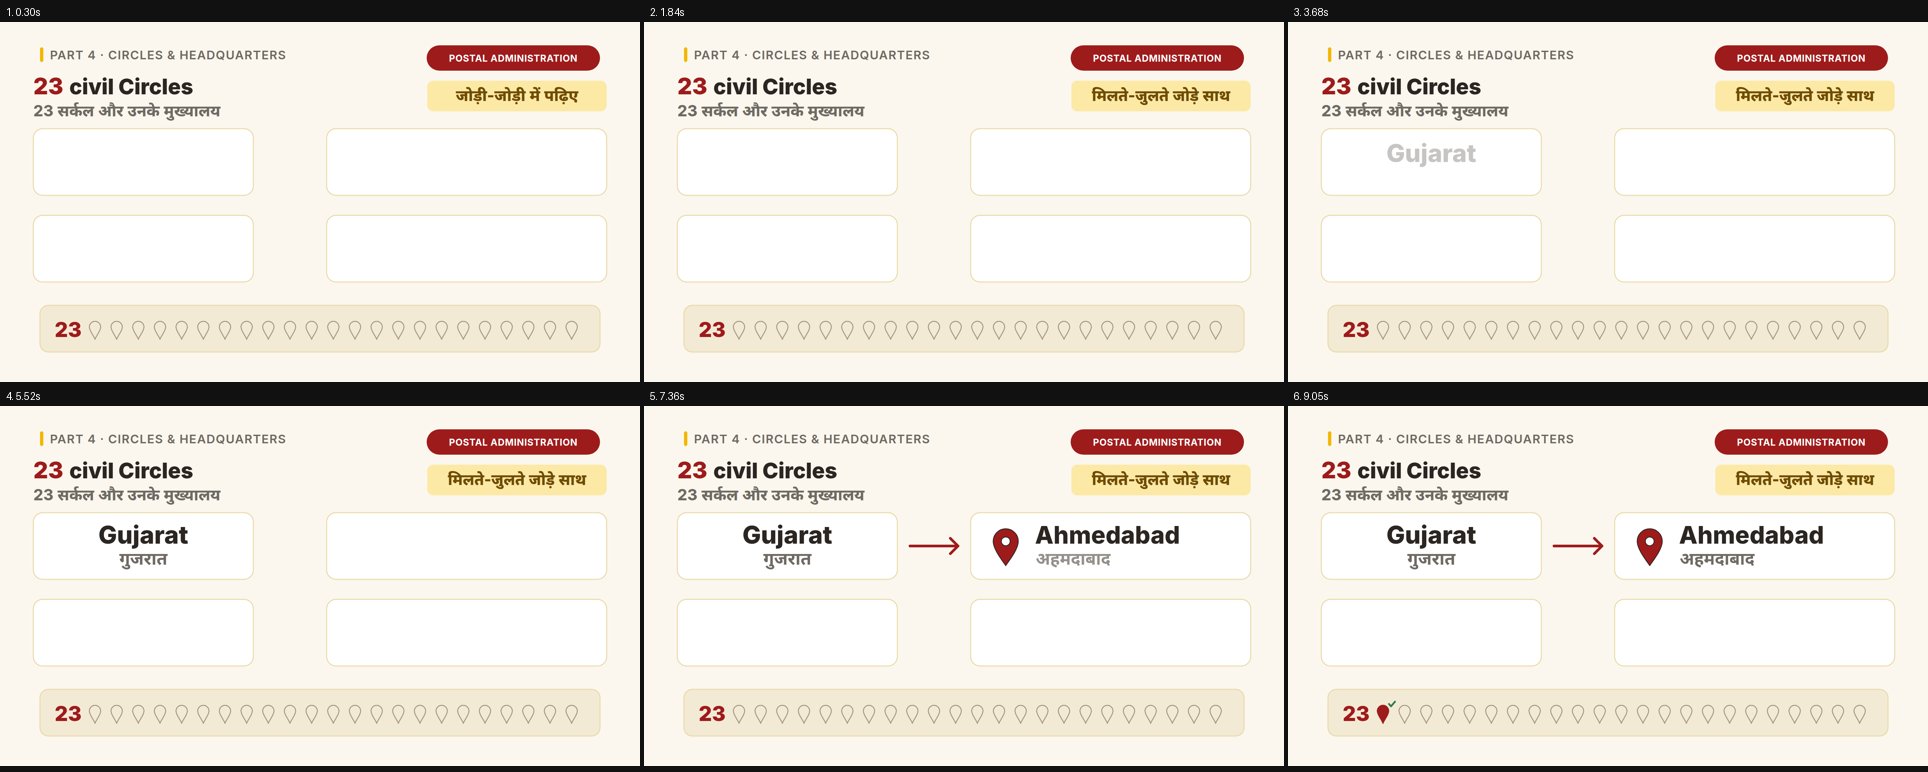 1. 0.30s
PART 4 · CIRCLES & HEADQUARTERS
POSTAL ADMINISTRATION
23 civil Circles
जोड़ी-जोड़ी में पढ़िए
23 सर्कल और उनके मुख्यालय
23
2. 1.84s
PART 4 · CIRCLES & HEADQUARTERS
POSTAL ADMINISTRATION
23 civil Circles
मिलते-जुलते जोड़े साथ
23 सर्कल और उनके मुख्यालय
23
3. 3.68s
PART 4 · CIRCLES & HEADQUARTERS
POSTAL ADMINISTRATION
23 civil Circles
मिलते-जुलते जोड़े साथ
23 सर्कल और उनके मुख्यालय
Gujarat
23
4. 5.52s
PART 4 · CIRCLES & HEADQUARTERS
POSTAL ADMINISTRATION
23 civil Circles
मिलते-जुलते जोड़े साथ
23 सर्कल और उनके मुख्यालय
Gujarat
गुजरात
23
5. 7.36s
PART 4 · CIRCLES & HEADQUARTERS
POSTAL ADMINISTRATION
23 civil Circles
मिलते-जुलते जोड़े साथ
23 सर्कल और उनके मुख्यालय
Gujarat
गुजरात
Ahmedabad
अहमदाबाद
23
6. 9.05s
PART 4 · CIRCLES & HEADQUARTERS
POSTAL ADMINISTRATION
23 civil Circles
मिलते-जुलते जोड़े साथ
23 सर्कल और उनके मुख्यालय
Gujarat
गुजरात
Ahmedabad
अहमदाबाद
23